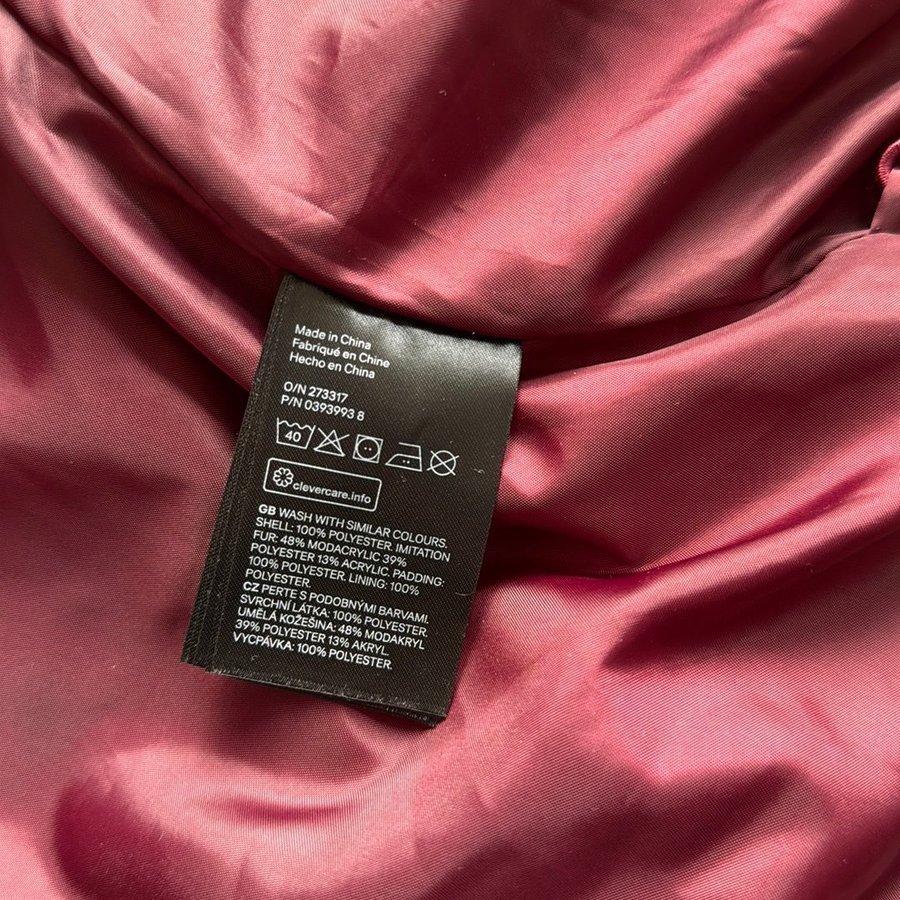 Made in China
Fabriqué en Chine
Hecho en China
O/N 273317
P/N 0393993 8
40
clevercare.info
GB WASH WITH SIMILAR COLOURS.
SHELL: 100% POLYESTER. IMITATION
FUR: 48% MODACRYLIC 39%
POLYESTER 13% ACRYLIC. PADDING:
100% POLYESTER. LINING: 100%
POLYESTER.
CZ PERTE S PODOBNÝMI BARVAMI.
SVRCHNÍ LÁTKA: 100% POLYESTER.
UMĚLÁ KOŽEŠINA: 48% MODAKRYL
39% POLYESTER 13% AKRYL.
VYCPÁVKA: 100% POLYESTER.